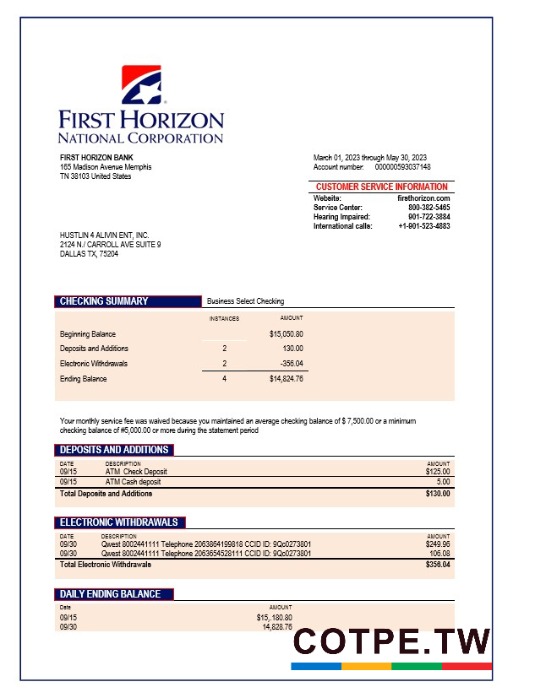 FIRST HORIZON
NATIONAL CORPORATION
FIRST HORIZON BANK
165 Madison Avenue Memphis
TN 38103 United States
March 01, 2023 through May 30, 2023
Account number: 000000593037148
CUSTOMER SERVICE INFORMATION
Website: firsthorizon.com
Service Center: 800-382-5465
Hearing Impaired: 901-722-3884
International calls: +1-901-523-4883
HUSTLIN 4 ALIVIN ENT, INC.
2124 N./ CARROLL AVE SUITE 9
DALLAS TX, 75204
CHECKING SUMMARY Business Select Checking
INSTANCES AMOUNT
Beginning Balance $15,050.80
Deposits and Additions 2 130.00
Electronic Withdrawals 2 -356.04
Ending Balance 4 $14,824.76
Your monthly service fee was waived because you maintained an average checking balance of $ 7,500.00 or a minimum
checking balance of #5,000.00 or more during the statement period
DEPOSITS AND ADDITIONS
DATE DESCRIPTION AMOUNT
09/15 ATM Check Deposit $125.00
09/15 ATM Cash deposit 5.00
Total Deposits and Additions $130.00
ELECTRONIC WITHDRAWALS
DATE DESCRIPTION AMOUNT
09/30 Qwest 8002441111 Telephone 2063864199818 CCID ID: 9Qc0273801 $249.96
09/30 Qwest 8002441111 Telephone 2063654528111 CCID ID: 9Qc0273801 106.08
Total Electronic Withdrawals $356.04
DAILY ENDING BALANCE
Date AMOUNT
09/15 $15, 180.80
09/30 14,828.76
COTPE.TW